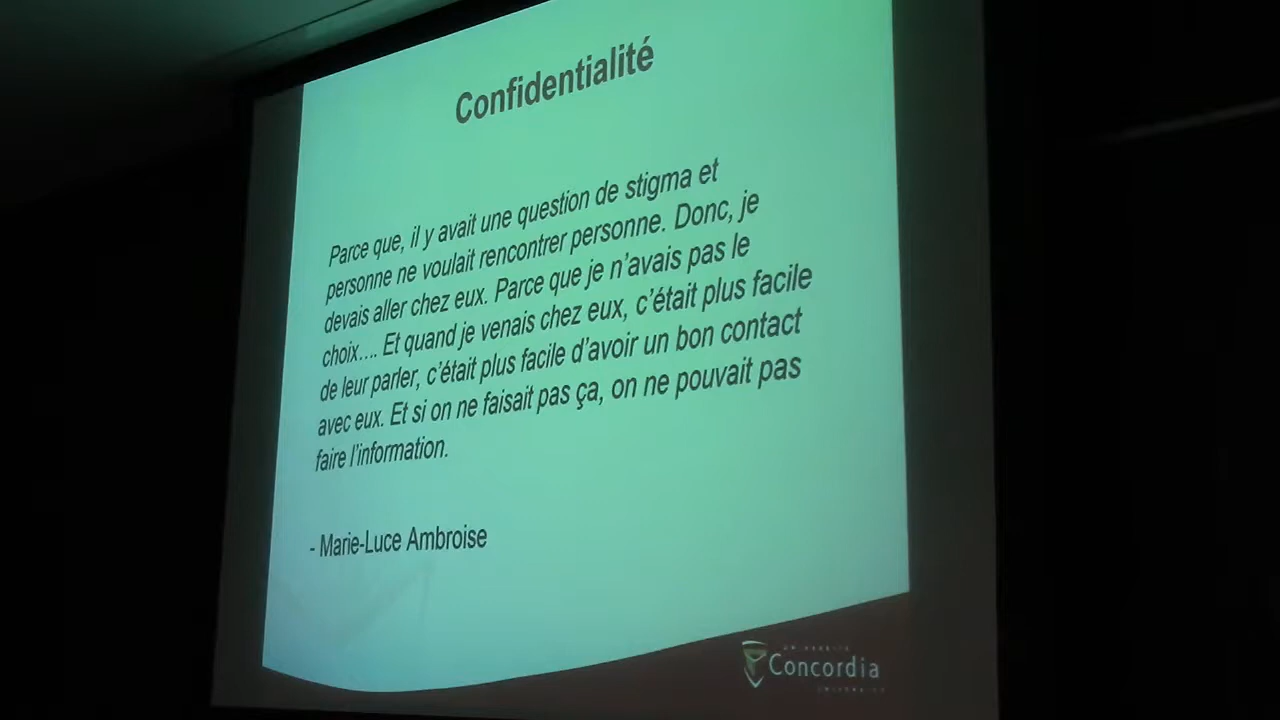 Confidentialité
Parce que, il y avait une question de stigma et
personne ne voulait rencontrer personne. Donc, je
devais aller chez eux. Parce que je n’avais pas le
choix…. Et quand je venais chez eux, c’était plus facile
de leur parler, c’était plus facile d’avoir un bon contact
avec eux. Et si on ne faisait pas ça, on ne pouvait pas
faire l’information.
- Marie-Luce Ambroise
Concordia